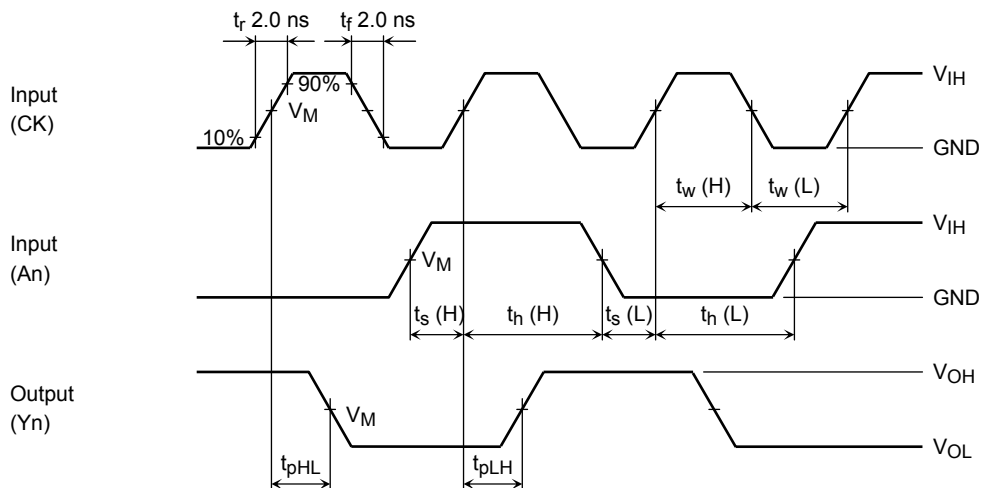 tr 2.0 ns tf 2.0 ns
Input
(CK)
10%
90%
VM
VIH
GND
tw (H) tw (L)
Input
(An)
VM
VIH
GND
ts (H) th (H) ts (L) th (L)
Output
(Yn)
VM
VOH
VOL
tpHL tpLH